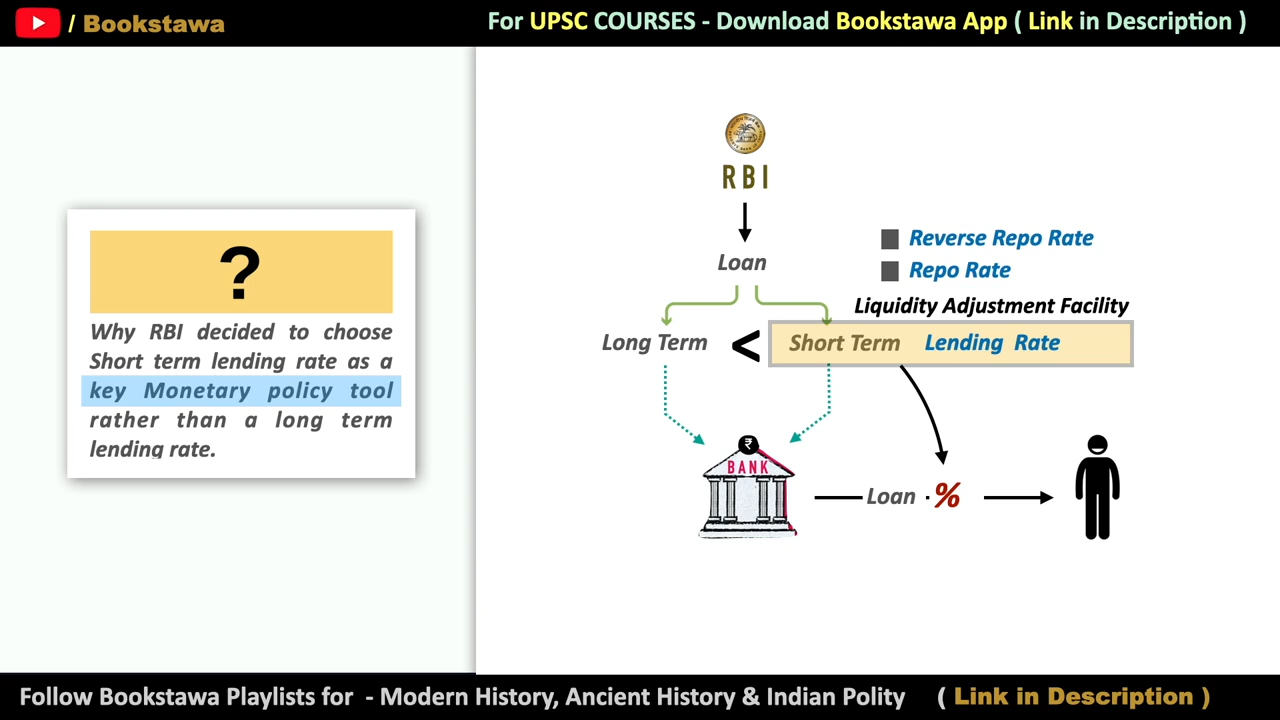 / Bookstawa
For UPSC COURSES - Download Bookstawa App ( Link in Description )
?
Why RBI decided to choose
Short term lending rate as a
key Monetary policy tool
rather than a long term
lending rate.
RBI
Loan
Reverse Repo Rate
Repo Rate
Liquidity Adjustment Facility
Long Term < Short Term Lending Rate
₹
BANK
Loan %
Follow Bookstawa Playlists for - Modern History, Ancient History & Indian Polity ( Link in Description )